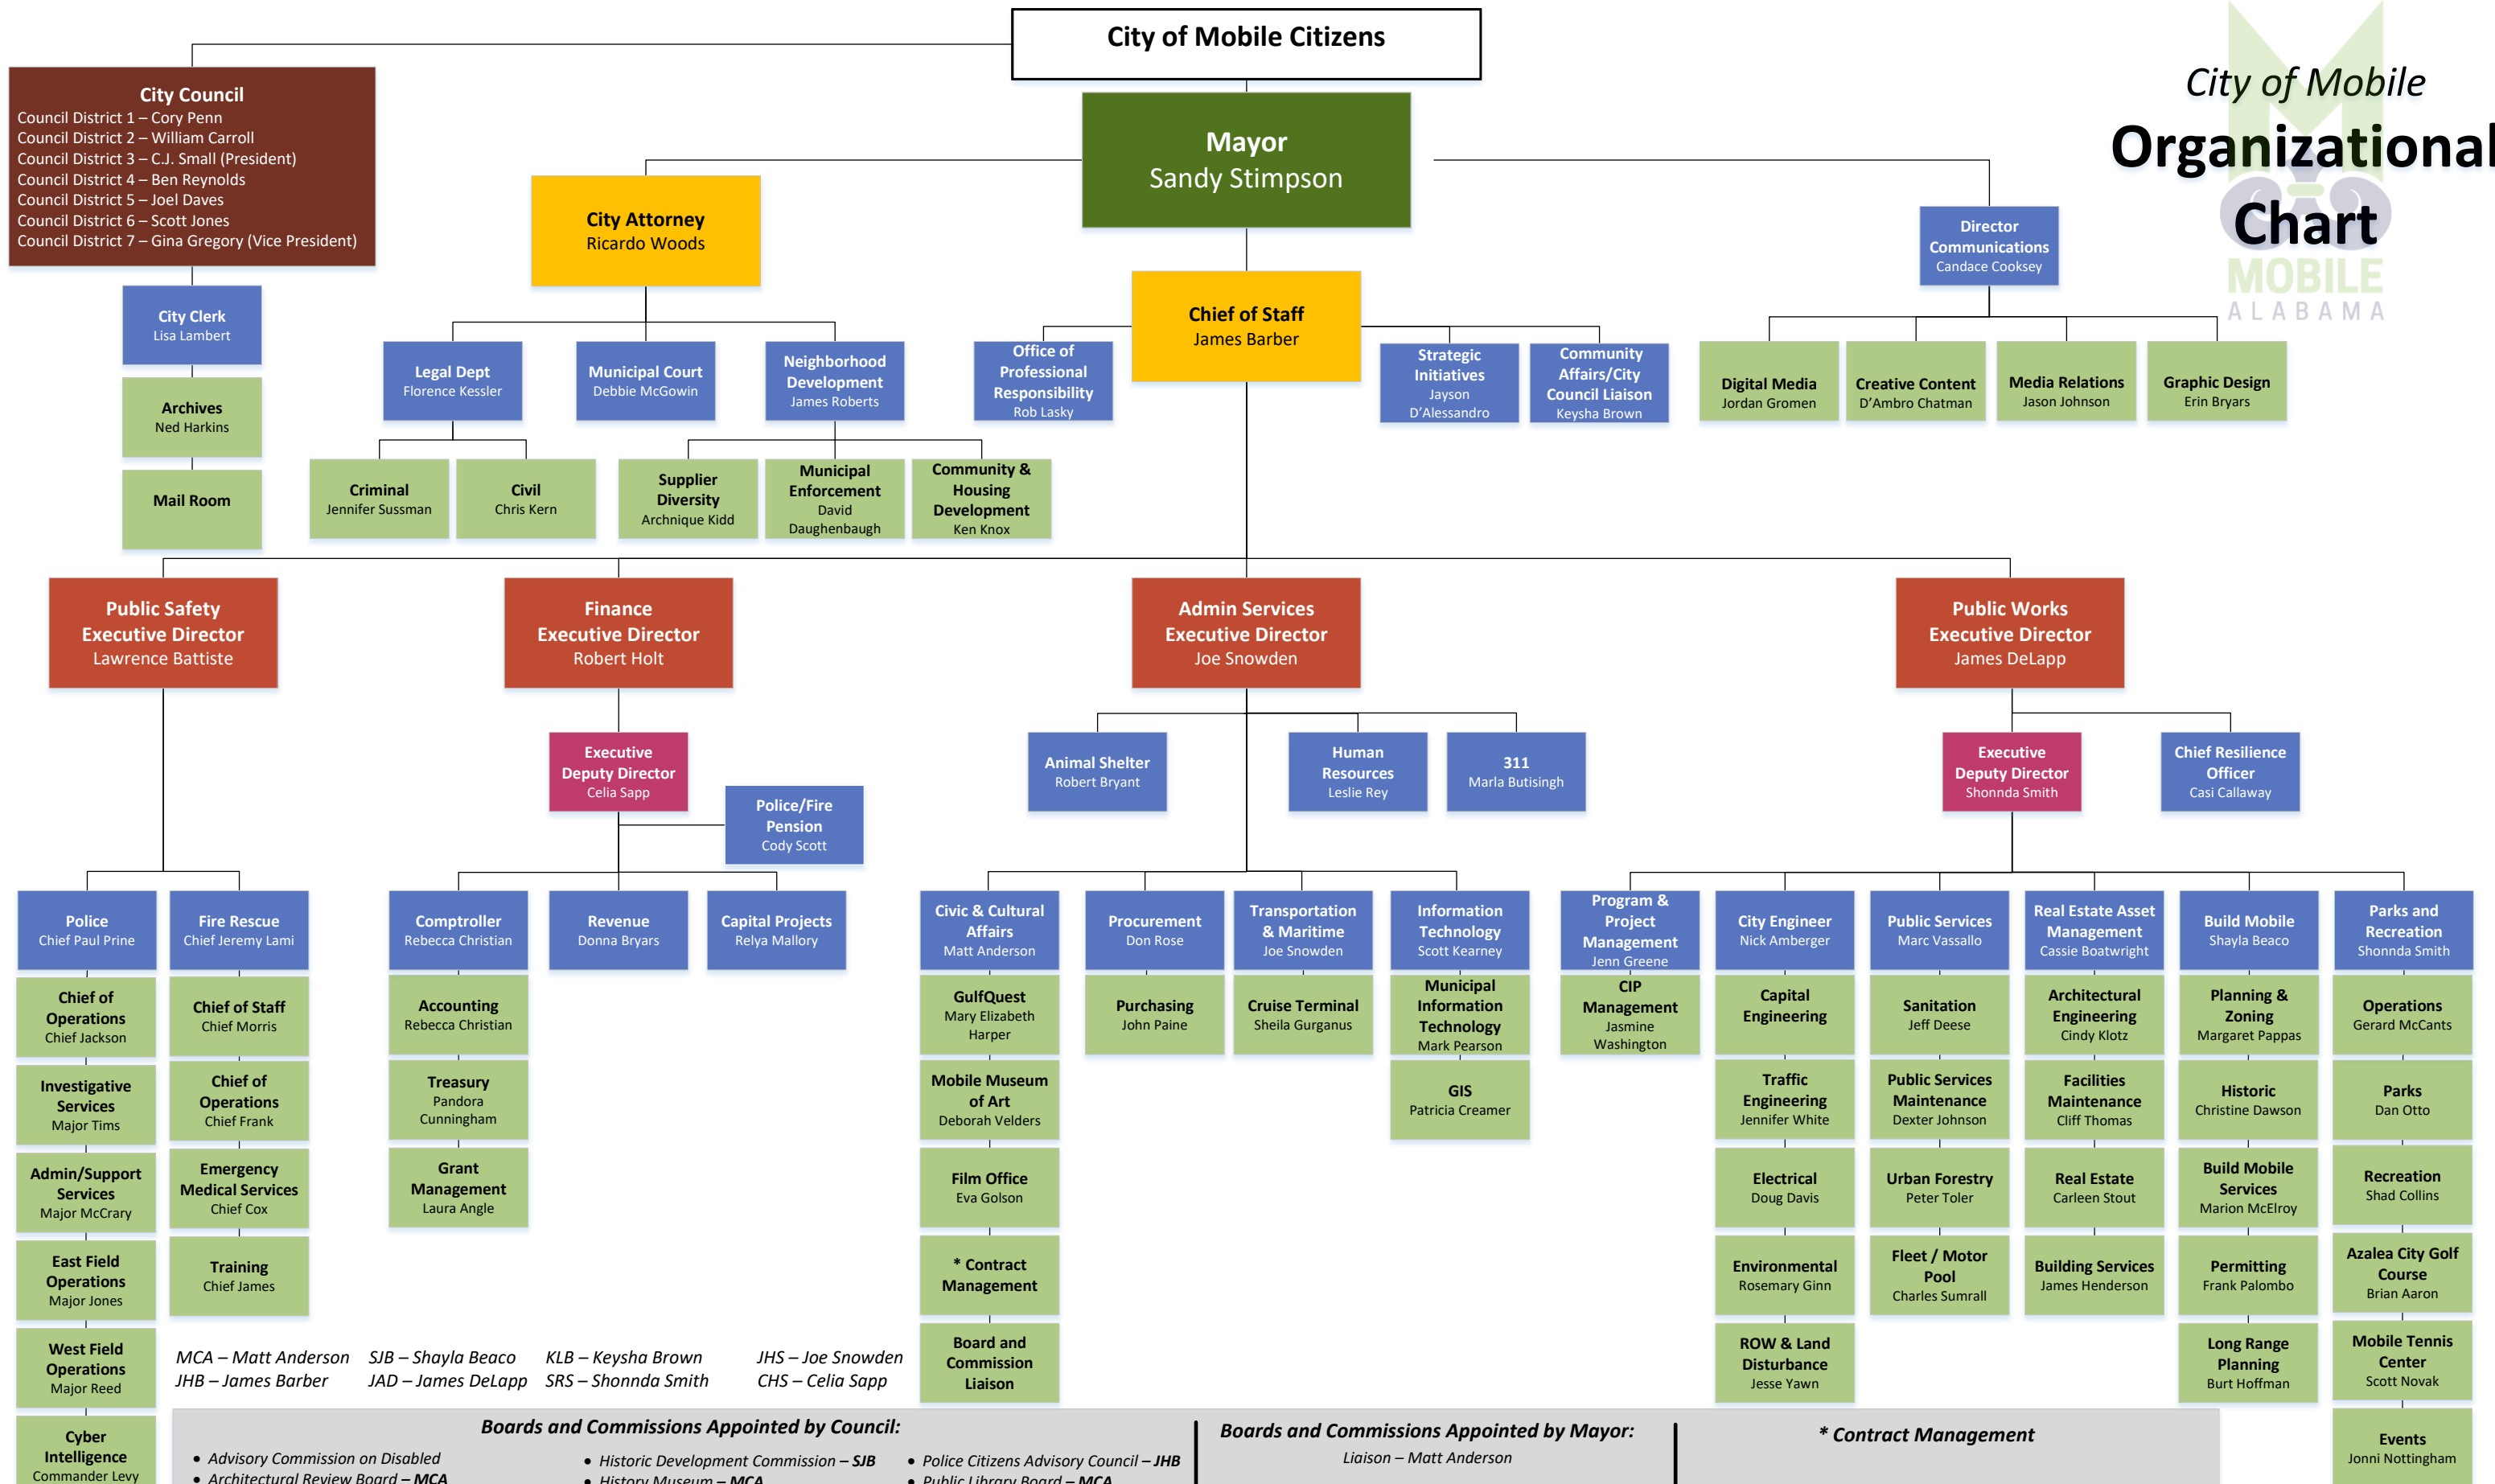 City of Mobile Citizens
City of Mobile
Organizational
Chart
MOBILE
ALABAMA
City Council
Council District 1 – Cory Penn
Council District 2 – William Carroll
Council District 3 – C.J. Small (President)
Council District 4 – Ben Reynolds
Council District 5 – Joel Daves
Council District 6 – Scott Jones
Council District 7 – Gina Gregory (Vice President)
Mayor
Sandy Stimpson
City Attorney
Ricardo Woods
Director
Communications
Candace Cooksey
City Clerk
Lisa Lambert
Archives
Ned Harkins
Mail Room
Chief of Staff
James Barber
Legal Dept
Florence Kessler
Municipal Court
Debbie McGowin
Neighborhood
Development
James Roberts
Office of
Professional
Responsibility
Rob Lasky
Strategic
Initiatives
Jayson
D’Alessandro
Community
Affairs/City
Council Liaison
Keysha Brown
Digital Media
Jordan Gromen
Creative Content
D’Ambro Chatman
Media Relations
Jason Johnson
Graphic Design
Erin Bryars
Criminal
Jennifer Sussman
Civil
Chris Kern
Supplier
Diversity
Archnique Kidd
Municipal
Enforcement
David
Daughenbaugh
Community &
Housing
Development
Ken Knox
Public Safety
Executive Director
Lawrence Battiste
Finance
Executive Director
Robert Holt
Admin Services
Executive Director
Joe Snowden
Public Works
Executive Director
James DeLapp
Executive
Deputy Director
Celia Sapp
Police/Fire
Pension
Cody Scott
Animal Shelter
Robert Bryant
Human
Resources
Leslie Rey
311
Marla Butisingh
Executive
Deputy Director
Shonnda Smith
Chief Resilience
Officer
Casi Callaway
Police
Chief Paul Prine
Chief of
Operations
Chief Jackson
Investigative
Services
Major Tims
Admin/Support
Services
Major McCrary
East Field
Operations
Major Jones
West Field
Operations
Major Reed
Cyber
Intelligence
Commander Levy
Fire Rescue
Chief Jeremy Lami
Chief of Staff
Chief Morris
Chief of
Operations
Chief Frank
Emergency
Medical Services
Chief Cox
Training
Chief James
Comptroller
Rebecca Christian
Accounting
Rebecca Christian
Treasury
Pandora
Cunningham
Grant
Management
Laura Angle
Revenue
Donna Bryars
Capital Projects
Relya Mallory
Civic & Cultural
Affairs
Matt Anderson
GulfQuest
Mary Elizabeth
Harper
Mobile Museum
of Art
Deborah Velders
Film Office
Eva Golson
* Contract
Management
Board and
Commission
Liaison
Procurement
Don Rose
Purchasing
John Paine
Transportation
& Maritime
Joe Snowden
Cruise Terminal
Sheila Gurganus
Information
Technology
Scott Kearney
Municipal
Information
Technology
Mark Pearson
GIS
Patricia Creamer
Program &
Project
Management
Jenn Greene
CIP
Management
Jasmine
Washington
City Engineer
Nick Amberger
Capital
Engineering
Traffic
Engineering
Jennifer White
Electrical
Doug Davis
Environmental
Rosemary Ginn
ROW & Land
Disturbance
Jesse Yawn
Public Services
Marc Vassallo
Sanitation
Jeff Deese
Public Services
Maintenance
Dexter Johnson
Urban Forestry
Peter Toler
Fleet / Motor
Pool
Charles Sumrall
Real Estate Asset
Management
Cassie Boatwright
Architectural
Engineering
Cindy Klotz
Facilities
Maintenance
Cliff Thomas
Real Estate
Carleen Stout
Building Services
James Henderson
Build Mobile
Shayla Beaco
Planning &
Zoning
Margaret Pappas
Historic
Christine Dawson
Build Mobile
Services
Marion McElroy
Permitting
Frank Palombo
Long Range
Planning
Burt Hoffman
Parks and
Recreation
Shonnda Smith
Operations
Gerard McCants
Parks
Dan Otto
Recreation
Shad Collins
Azalea City Golf
Course
Brian Aaron
Mobile Tennis
Center
Scott Novak
Events
Jonni Nottingham
MCA – Matt Anderson SJB – Shayla Beaco KLB – Keysha Brown JHS – Joe Snowden
JHB – James Barber JAD – James DeLapp SRS – Shonnda Smith CHS – Celia Sapp
Boards and Commissions Appointed by Council:
• Advisory Commission on Disabled
• Architectural Review Board – MCA
• Historic Development Commission – SJB
• History Museum – MCA
• Police Citizens Advisory Council – JHB
• Public Library Board – MCA
Boards and Commissions Appointed by Mayor:
Liaison – Matt Anderson
* Contract Management